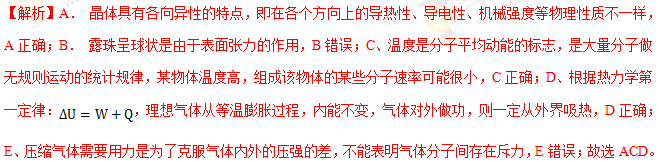 【解析】A． 晶体具有各向异性的特点，即在各个方向上的导热性、导电性、机械强度等物理性质不一样，
A 正确；B． 露珠呈球状是由于表面张力的作用，B 错误；C、温度是分子平均动能的标志，是大量分子做
无规则运动的统计规律，某物体温度高，组成该物体的某些分子速率可能很小，C 正确；D、根据热力学第
一定律：ΔU = W + Q，理想气体从等温膨胀过程，内能不变，气体对外做功，则一定从外界吸热，D 正确；
E、压缩气体需要用力是为了克服气体内外的压强的差，不能表明气体分子间存在斥力，E 错误；故选 ACD。